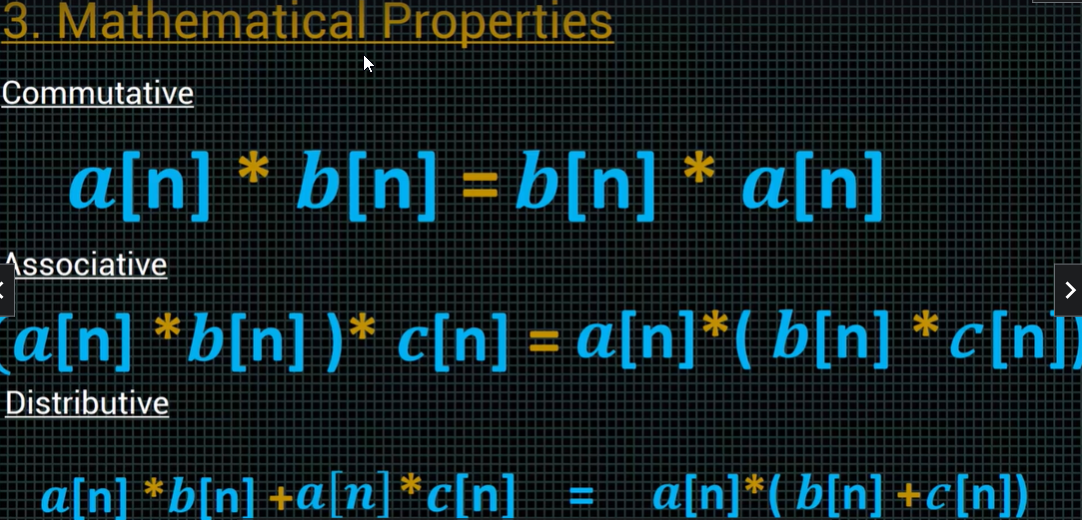 3. Mathematical Properties
Commutative
a[n] * b[n] = b[n] * a[n]
Associative
(a[n] *b[n] )* c[n] = a[n]*( b[n] *c[n])
Distributive
a[n] *b[n] +a[n] *c[n] = a[n]*( b[n] +c[n])